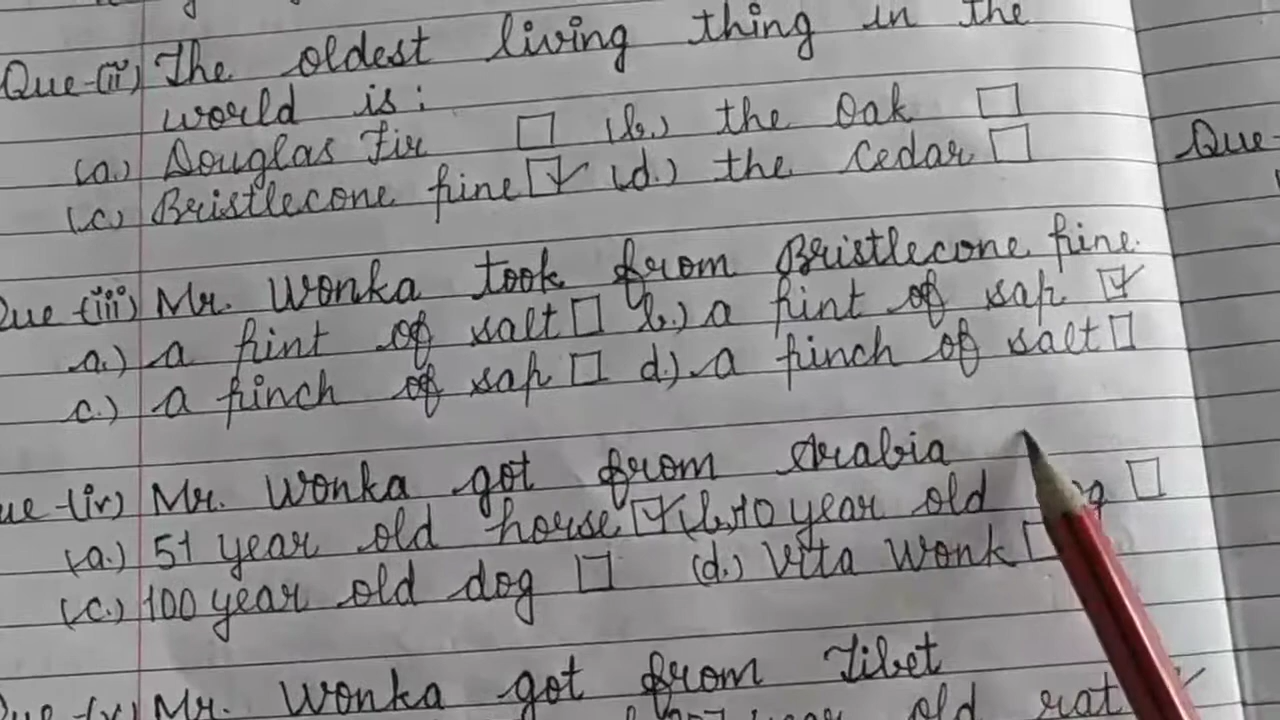 Que-(ii) The oldest living thing in the
world is:
(a.) Douglas Fir □ (b.) the Oak □
(c) Bristlecone pine ☑ (d.) the Cedar □
Que-
Que-(iii) Mr. Wonka took from Bristlecone pine.
a.) a pint of salt □ b.) a pint of sap ☑
c.) a pinch of sap □ d.) a pinch of salt □
ue-(iv) Mr. Wonka got from Arabia
(a.) 51 year old horse ☑ (b.) 10 year old □
(c.) 100 year old dog □ (d.) Vita Wonk □
Que-(v) Mr. Wonka got from Tibet
year old rat